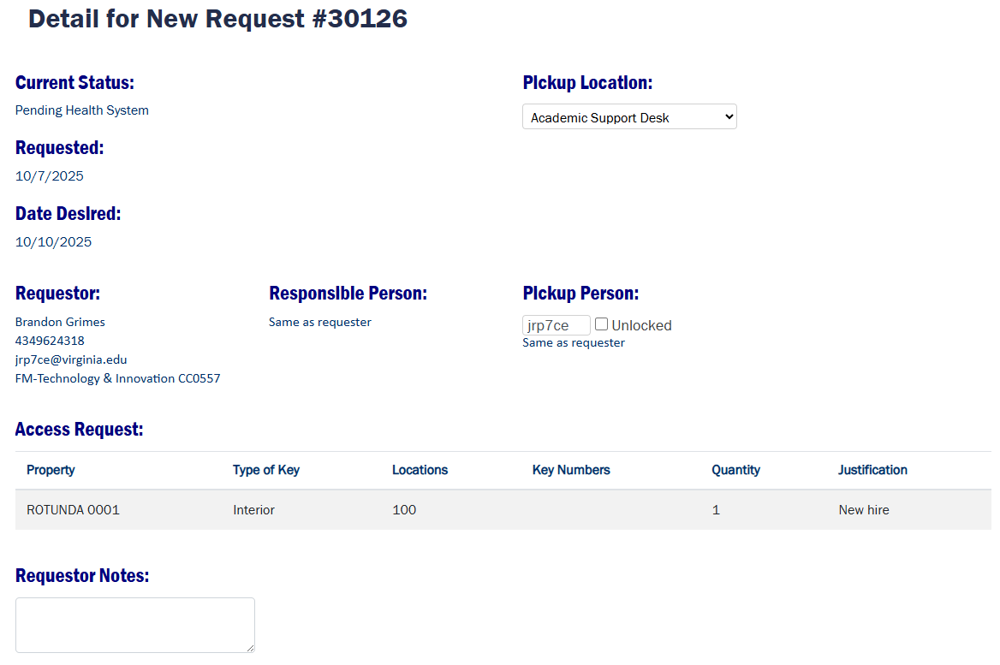 Detail for New Request #30126
Current Status:
Pending Health System
Pickup Location:
Academic Support Desk
Requested:
10/7/2025
Date Desired:
10/10/2025
Requestor:
Brandon Grimes
4349624318
jrp7ce@virginia.edu
FM-Technology & Innovation CC0557
Responsible Person:
Same as requester
Pickup Person:
jrp7ce Unlocked
Same as requester
Access Request:
Property Type of Key Locations Key Numbers Quantity Justification
ROTUNDA 0001 Interior 100 1 New hire
Requestor Notes: